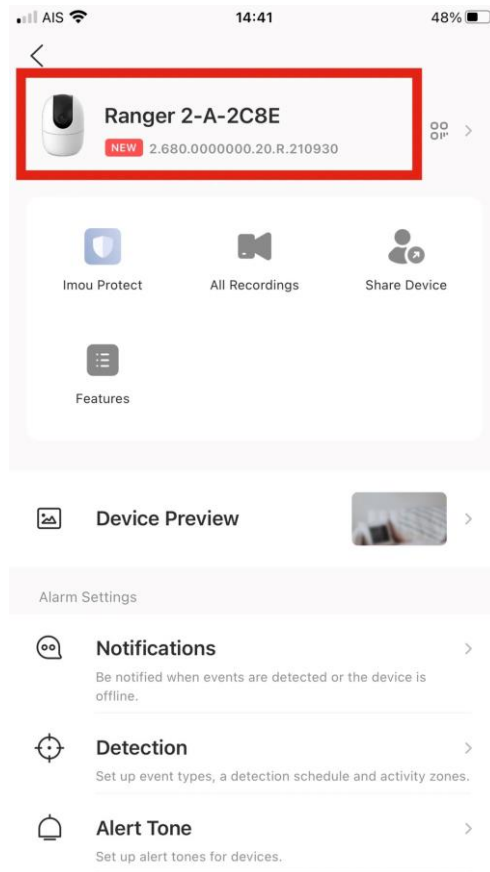 AIS 14:41 48%
Ranger 2-A-2C8E
NEW 2.680.0000000.20.R.210930
Imou Protect All Recordings Share Device
Features
Device Preview
Alarm Settings
Notifications
Be notified when events are detected or the device is
offline.
Detection
Set up event types, a detection schedule and activity zones.
Alert Tone
Set up alert tones for devices.